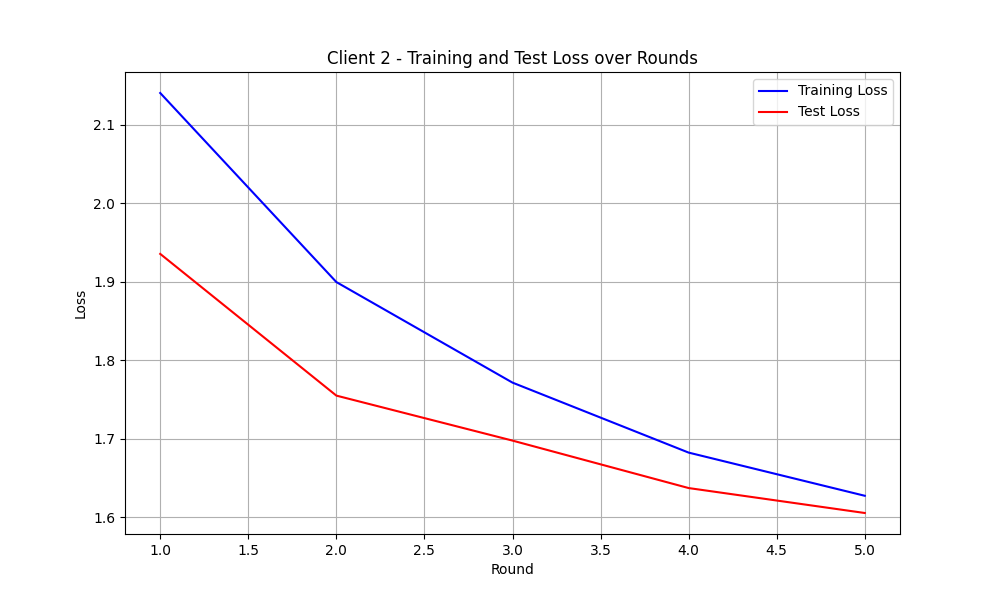 Client 2 - Training and Test Loss over Rounds
Training Loss
Test Loss
Loss
2.1
2.0
1.9
1.8
1.7
1.6
1.0 1.5 2.0 2.5 3.0 3.5 4.0 4.5 5.0
Round